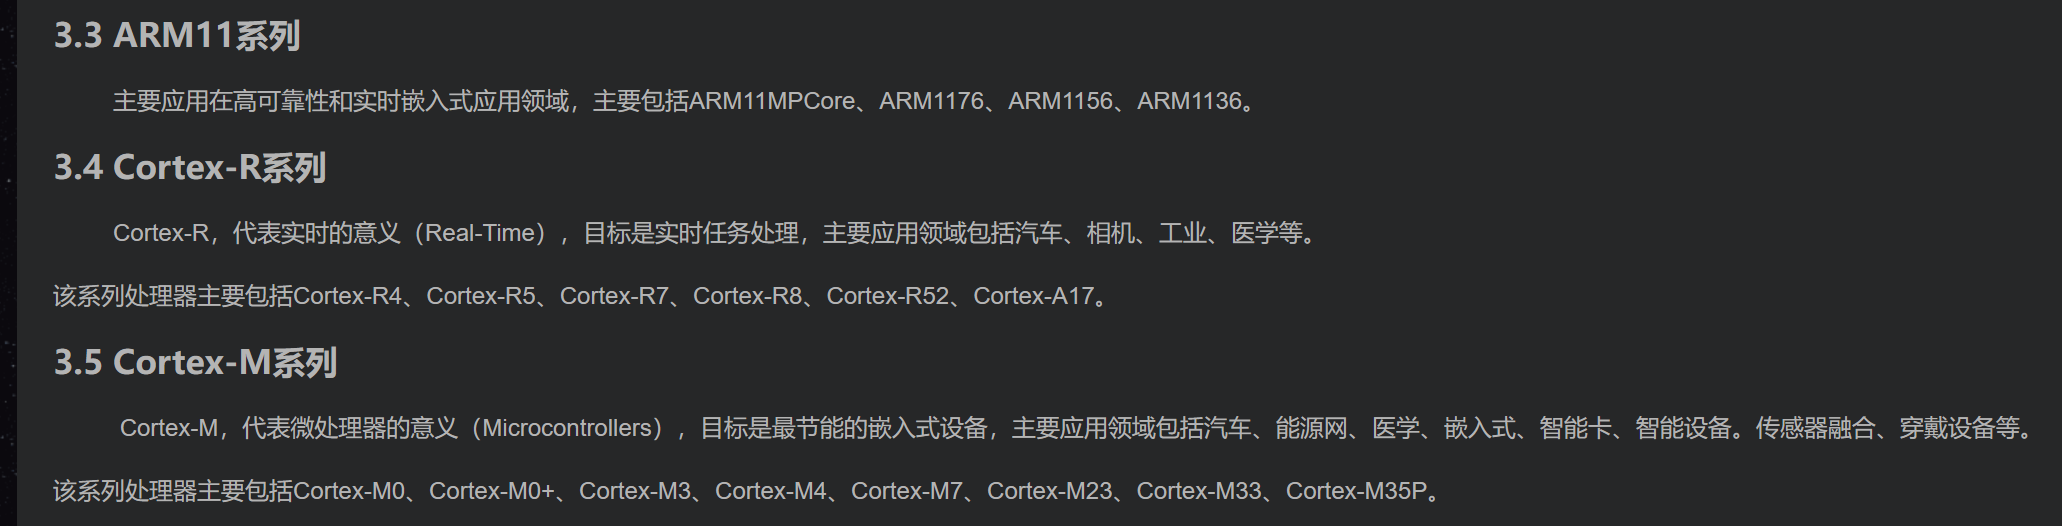 3.3 ARM11系列
主要应用在高可靠性和实时嵌入式应用领域，主要包括ARM11MPCore、ARM1176、ARM1156、ARM1136。
3.4 Cortex-R系列
Cortex-R，代表实时的意义（Real-Time），目标是实时任务处理，主要应用领域包括汽车、相机、工业、医学等。
该系列处理器主要包括Cortex-R4、Cortex-R5、Cortex-R7、Cortex-R8、Cortex-R52、Cortex-A17。
3.5 Cortex-M系列
Cortex-M，代表微处理器的意义（Microcontrollers），目标是最节能的嵌入式设备，主要应用领域包括汽车、能源网、医学、嵌入式、智能卡、智能设备。传感器融合、穿戴设备等。
该系列处理器主要包括Cortex-M0、Cortex-M0+、Cortex-M3、Cortex-M4、Cortex-M7、Cortex-M23、Cortex-M33、Cortex-M35P。